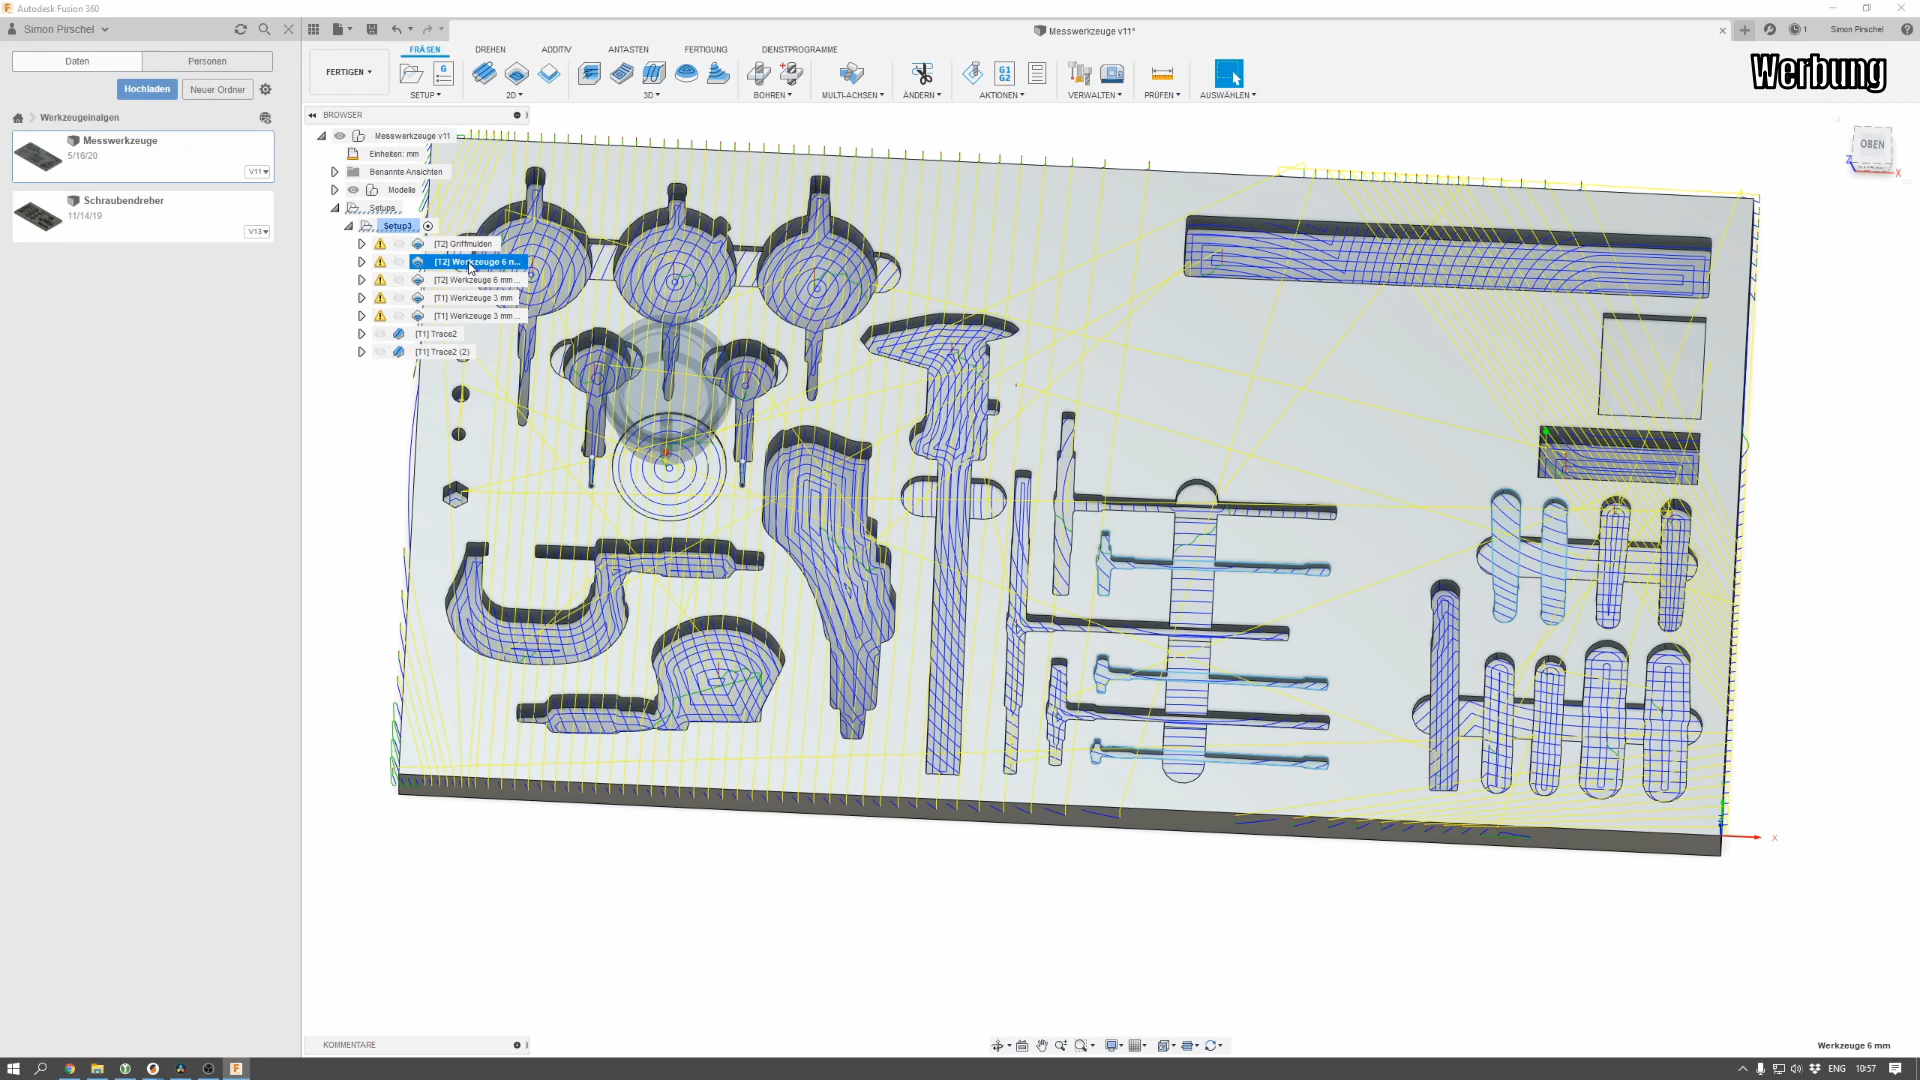 Autodesk Fusion 360
Simon Pirschel
Messwerkzeuge v11*
1
Simon Pirschel
Daten
Personen
Hochladen
Neuer Ordner
Werkzeugeinalgen
Messwerkzeuge
5/16/20
V11
Schraubendreher
11/14/19
V13
FERTIGEN
FRÄSEN
DREHEN
ADDITIV
ANTASTEN
FERTIGUNG
DIENSTPROGRAMME
G
G1
G2
SETUP
2D
3D
BOHREN
MULTI-ACHSEN
ÄNDERN
AKTIONEN
VERWALTEN
PRÜFEN
AUSWÄHLEN
Werbung
BROWSER
Messwerkzeuge v11
Einheiten: mm
Benannte Ansichten
Modelle
Setups
Setup3
[T2] Griffmulden
[T2] Werkzeuge 6 m...
[T2] Werkzeuge 6 mm...
[T1] Werkzeuge 3 mm
[T1] Werkzeuge 3 mm...
[T1] Trace2
[T1] Trace2 (2)
OBEN
Z
X
X
KOMMENTARE
Werkzeuge 6 mm
ENG
10:57